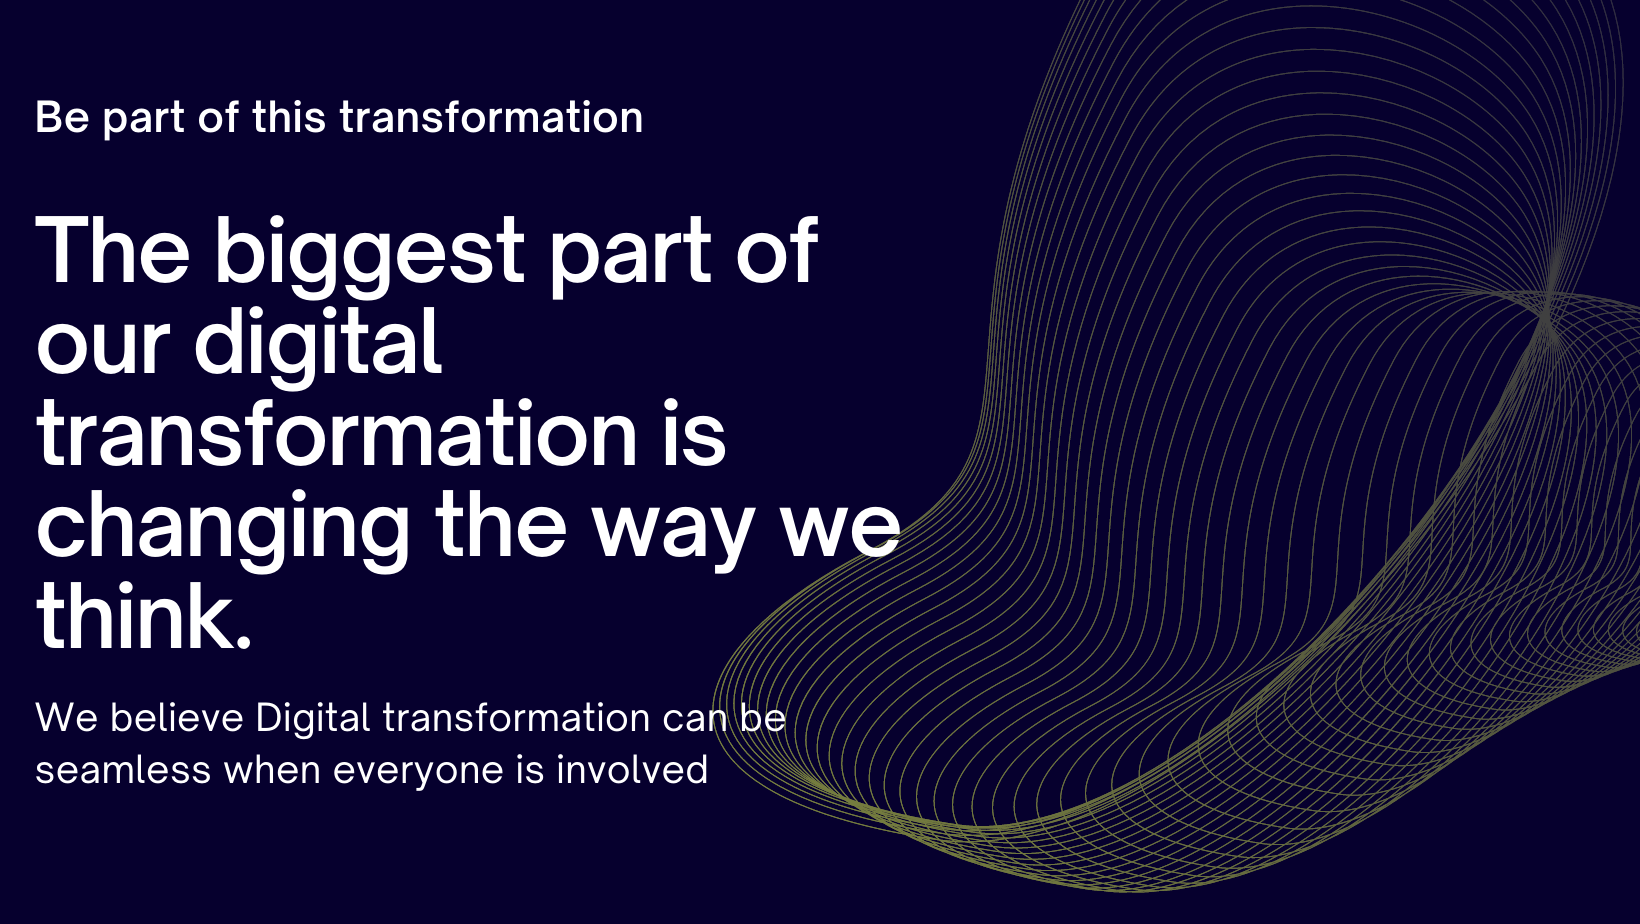 Be part of this transformation
The biggest part of
our digital
transformation is
changing the way we
think.
We believe Digital transformation can be
seamless when everyone is involved